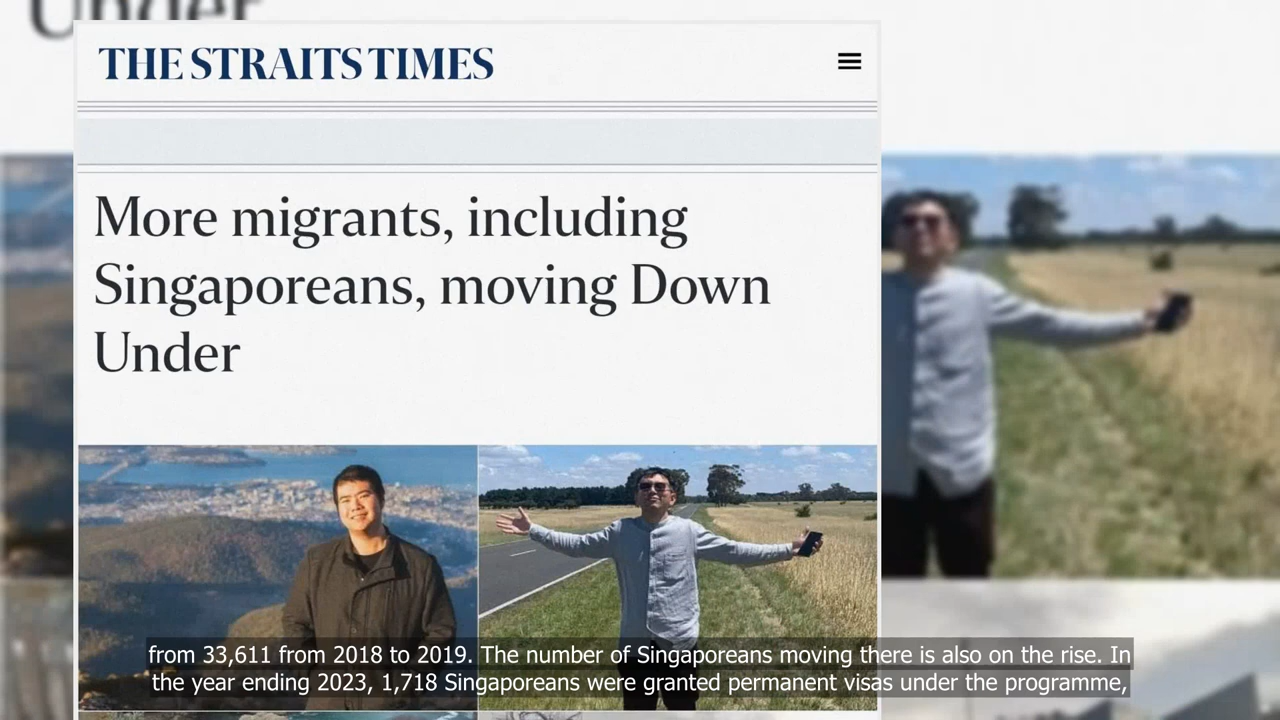 Under
THE STRAITS TIMES
More migrants, including
Singaporeans, moving Down
Under
from 33,611 from 2018 to 2019. The number of Singaporeans moving there is also on the rise. In
the year ending 2023, 1,718 Singaporeans were granted permanent visas under the programme,